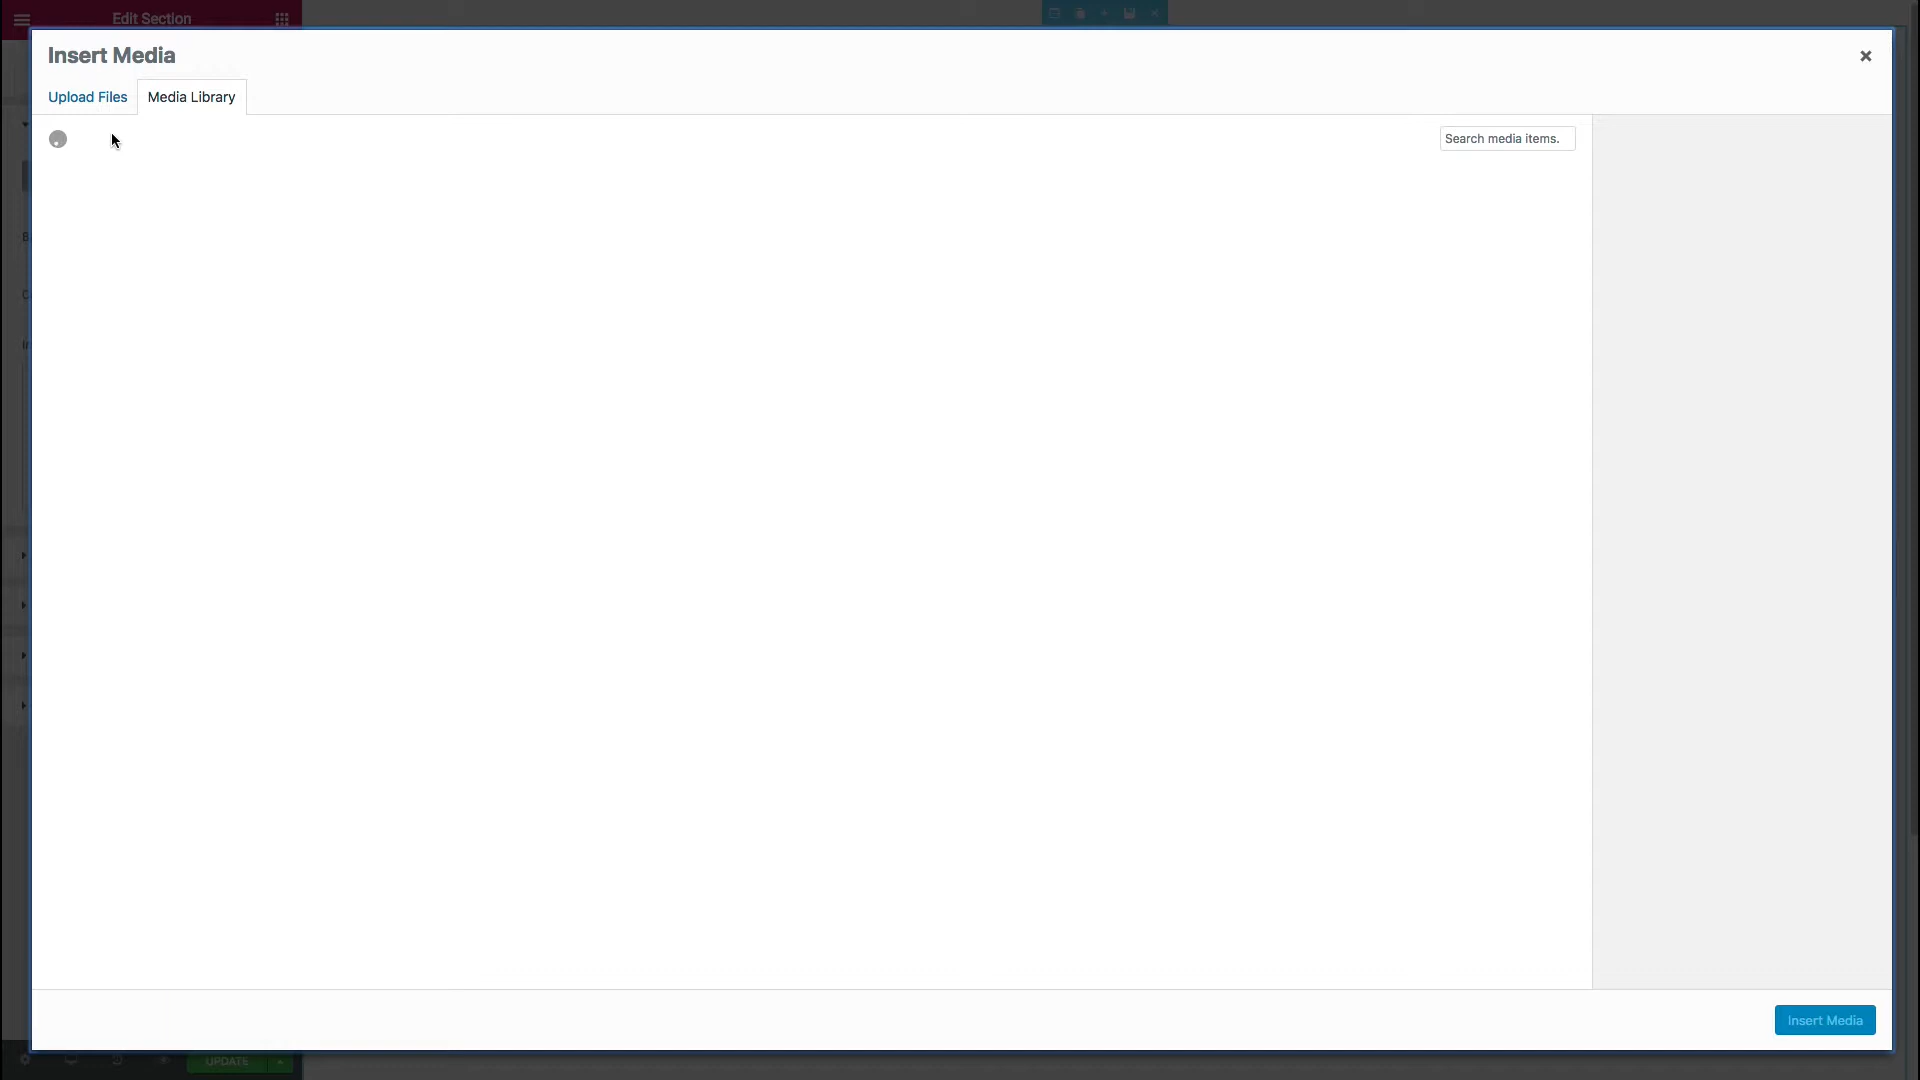 Edit Section
Insert Media
Upload Files
Media Library
Search media items.
Insert Media
UPDATE